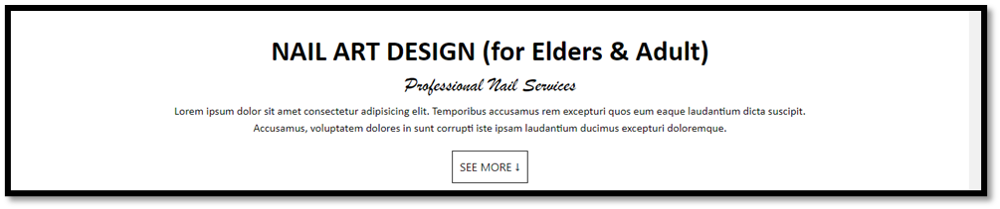 NAIL ART DESIGN (for Elders & Adult)
Professional Nail Services
Lorem ipsum dolor sit amet consectetur adipisicing elit. Temporibus accusamus rem excepturi quos eum eaque laudantium dicta suscipit.
Accusamus, voluptatem dolores in sunt corrupti iste ipsam laudantium ducimus excepturi doloremque.
SEE MORE ↓